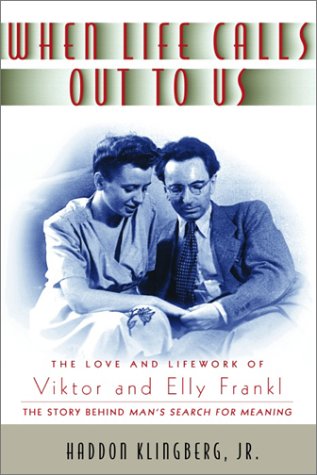 WHEN LIFE CALLS
OUT TO US
THE LOVE AND LIFEWORK OF
Viktor and Elly Frankl
THE STORY BEHIND MAN'S SEARCH FOR MEANING
HADDON KLINGBERG, JR.